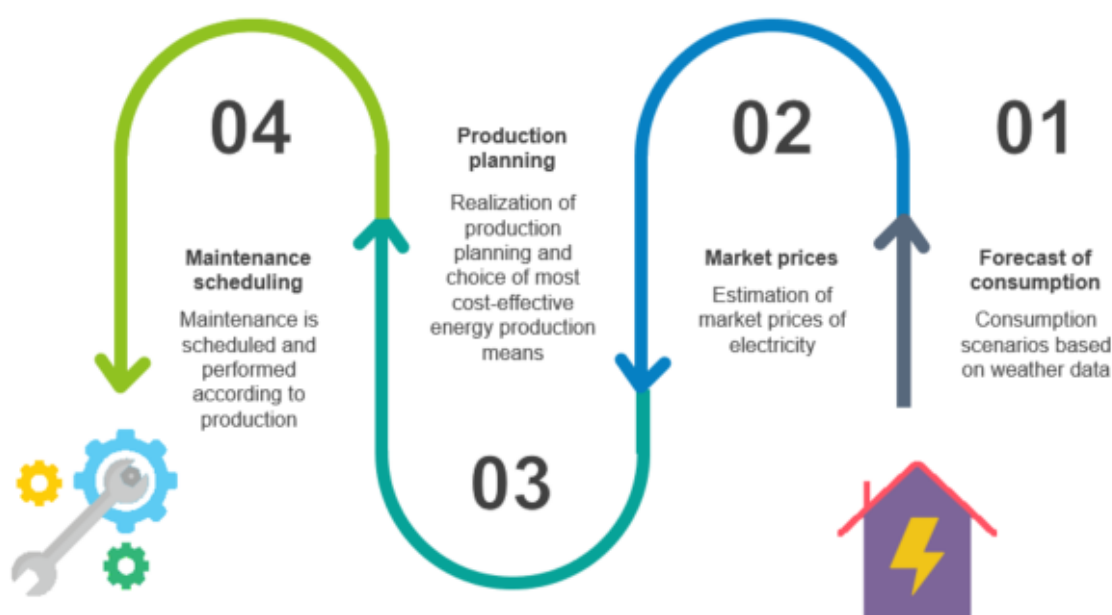 04
Maintenance
scheduling
Maintenance is
scheduled and
performed
according to
production
Production
planning
Realization of
production
planning and
choice of most
cost-effective
energy production
means
03
02
Market prices
Estimation of
market prices of
electricity
01
Forecast of
consumption
Consumption
scenarios based
on weather data